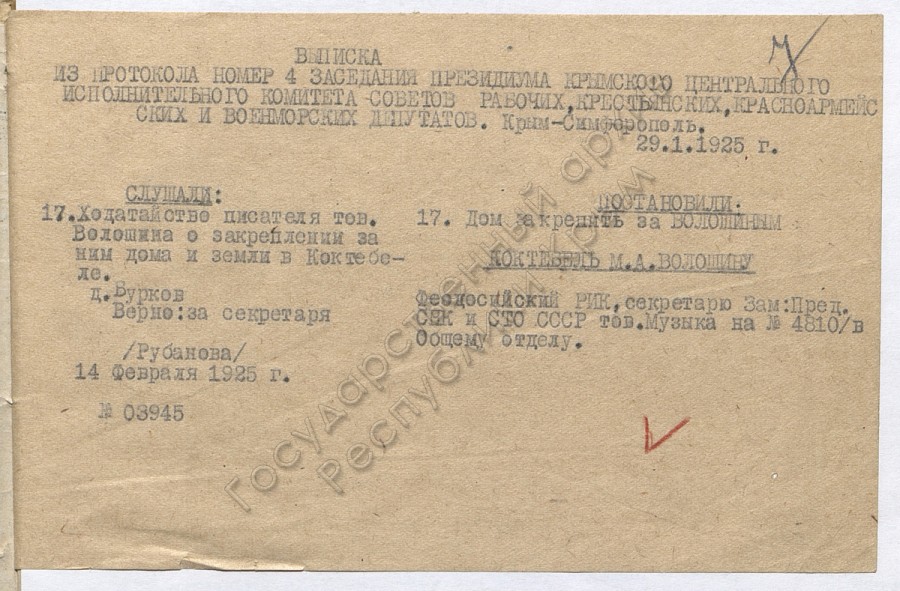 ВЫПИСКА
ИЗ ПРОТОКОЛА НОМЕР 4 ЗАСЕДАНИЯ ПРЕЗИДИУМА КРЫМСКОГО ЦЕНТРАЛЬНОГО
ИСПОЛНИТЕЛЬНОГО КОМИТЕТА СОВЕТОВ РАБОЧИХ, КРЕСТЬЯНСКИХ, КРАСНОАРМЕЙС
СКИХ И ВОЕНМОРСКИХ ДЕПУТАТОВ. Крым-Симферополь.
29.1.1925 г.
СЛУШАЛИ:
17. Ходатайство писателя тов.
Волошина о закреплении за
ним дома и земли в Коктебе-
ле.
д. Бурков
Верно: за секретаря
/Рубанова/
14 Февраля 1925 г.
№ 03945
ПОСТАНОВИЛИ:
17. Дом закрепить за ВОЛОШИНЫМ
КОКТЕБЕЛЬ М.А.ВОЛОШИНУ
Феодосийский РИК, секретарю Зам:Пред.
СНК и СТО СССР тов. Музыка на № 4810/в
Общему отделу.
Государственный архив
Республики Крым